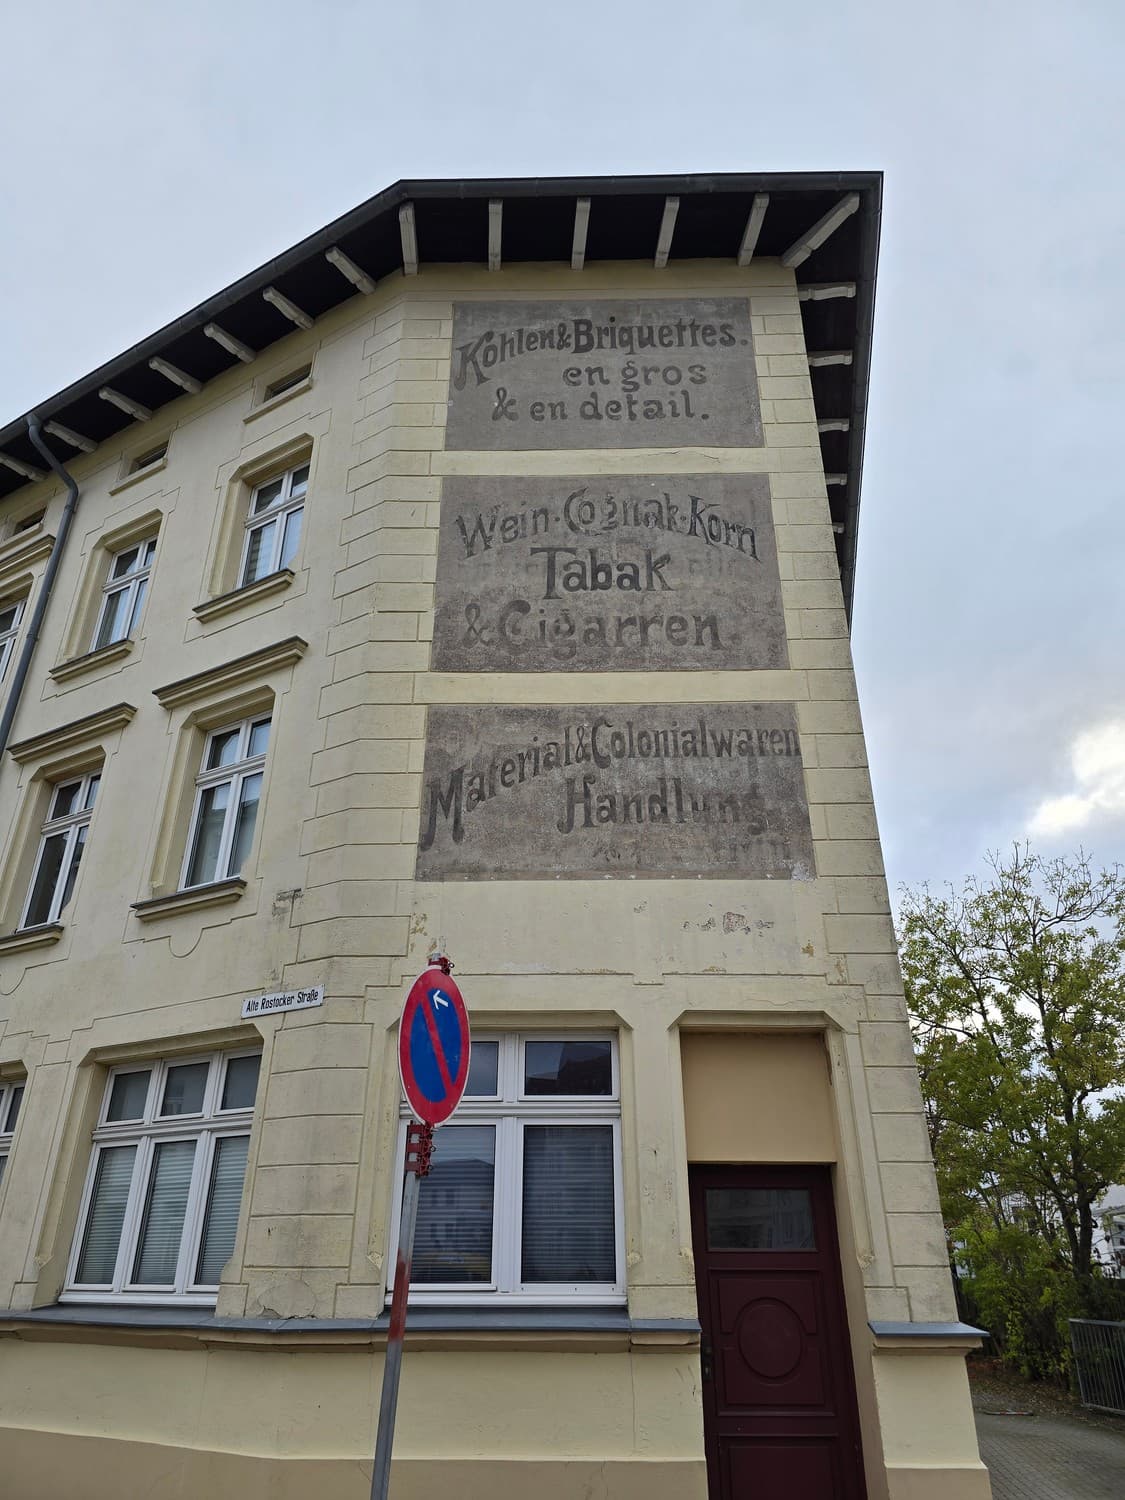 Kohlen & Briquettes.
en gros
& en detail.
Wein · Cognak · Korn
Tabak
& Cigarren.
Material & Colonialwaren
Handlung
Alte Rostocker Straße